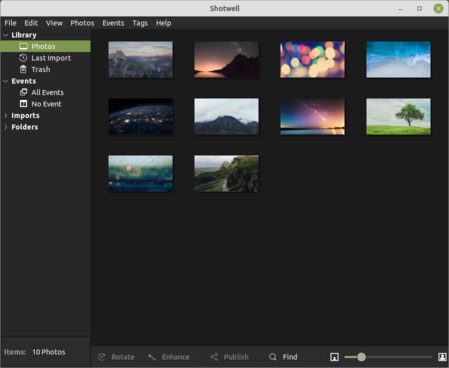 Shotwell
File Edit View Photos Events Tags Help
Library
Photos
Last Import
Trash
Events
All Events
No Event
Imports
Folders
Items: 10 Photos
Rotate Enhance Publish Find